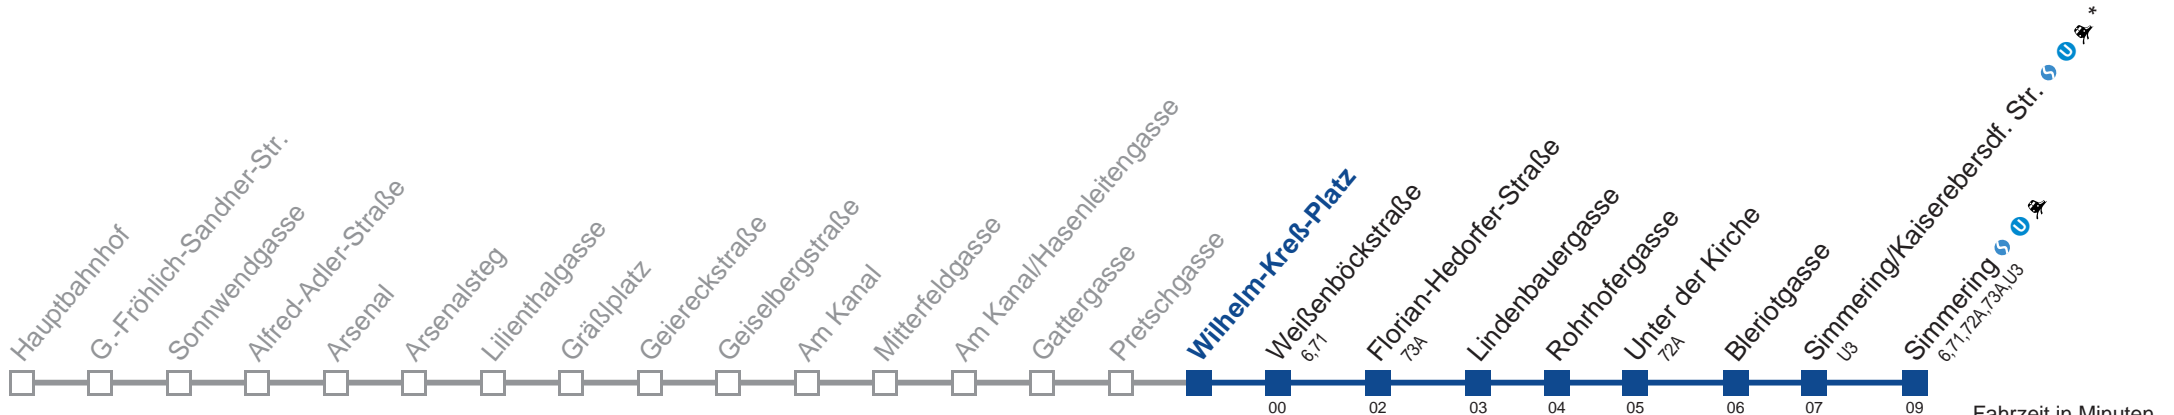 Hauptbahnhof
G.-Fröhlich-Sandner-Str.
Sonnwendgasse
Alfred-Adler-Straße
Arsenal
Arsenalsteg
Lilienthalgasse
Gräßlplatz
Geiereckstraße
Geiselbergstraße
Am Kanal
Mitterfeldgasse
Am Kanal/Hasenleitengasse
Gattergasse
Pretschgasse
Wilhelm-Kreß-Platz
Weißenböckstraße
6,71
Florian-Hedorfer-Straße
73A
Lindenbauergasse
Rohrhofergasse
Unter der Kirche
72A
Bleriotgasse
Simmering/Kaiserebersdf. Str. S U *
U3
Simmering S U
6,71,72A,73A,U3
00 02 03 04 05 06 07 09
Fahrzeit in Minuten